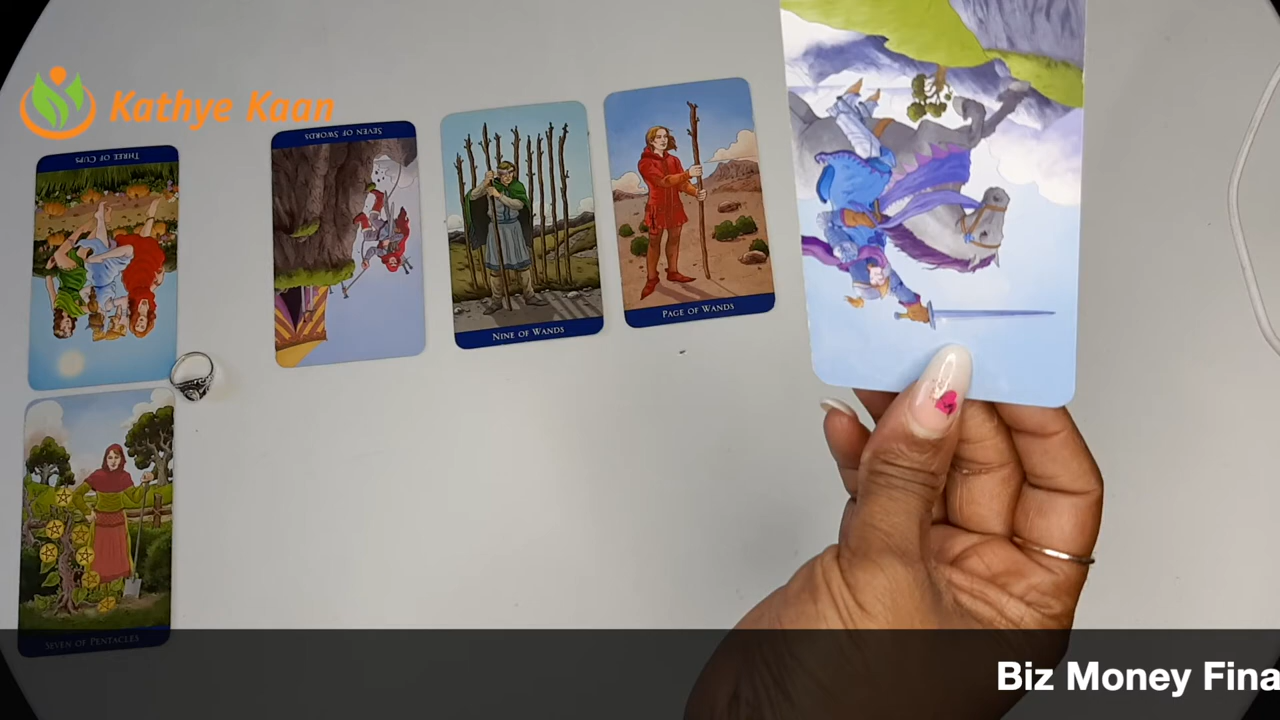 Kathye Kaan
THREE OF CUPS
SEVEN OF SWORDS
NINE OF WANDS
PAGE OF WANDS
SEVEN OF PENTACLES
Biz Money Fina